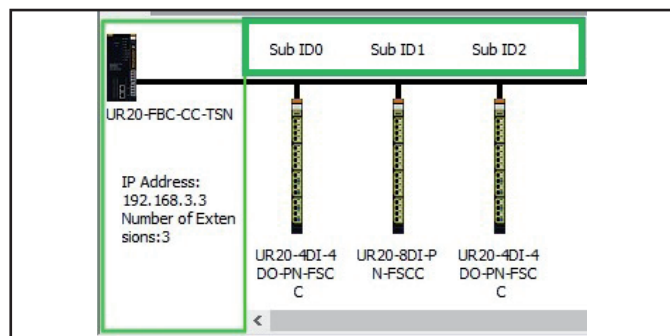 Sub ID0 Sub ID1 Sub ID2
UR20-FBC-CC-TSN
IP Address:
192.168.3.3
Number of Exten
sions:3
UR20-4DI-4
DO-PN-FSC
C
UR20-8DI-P
N-FSCC
UR20-4DI-4
DO-PN-FSC
C